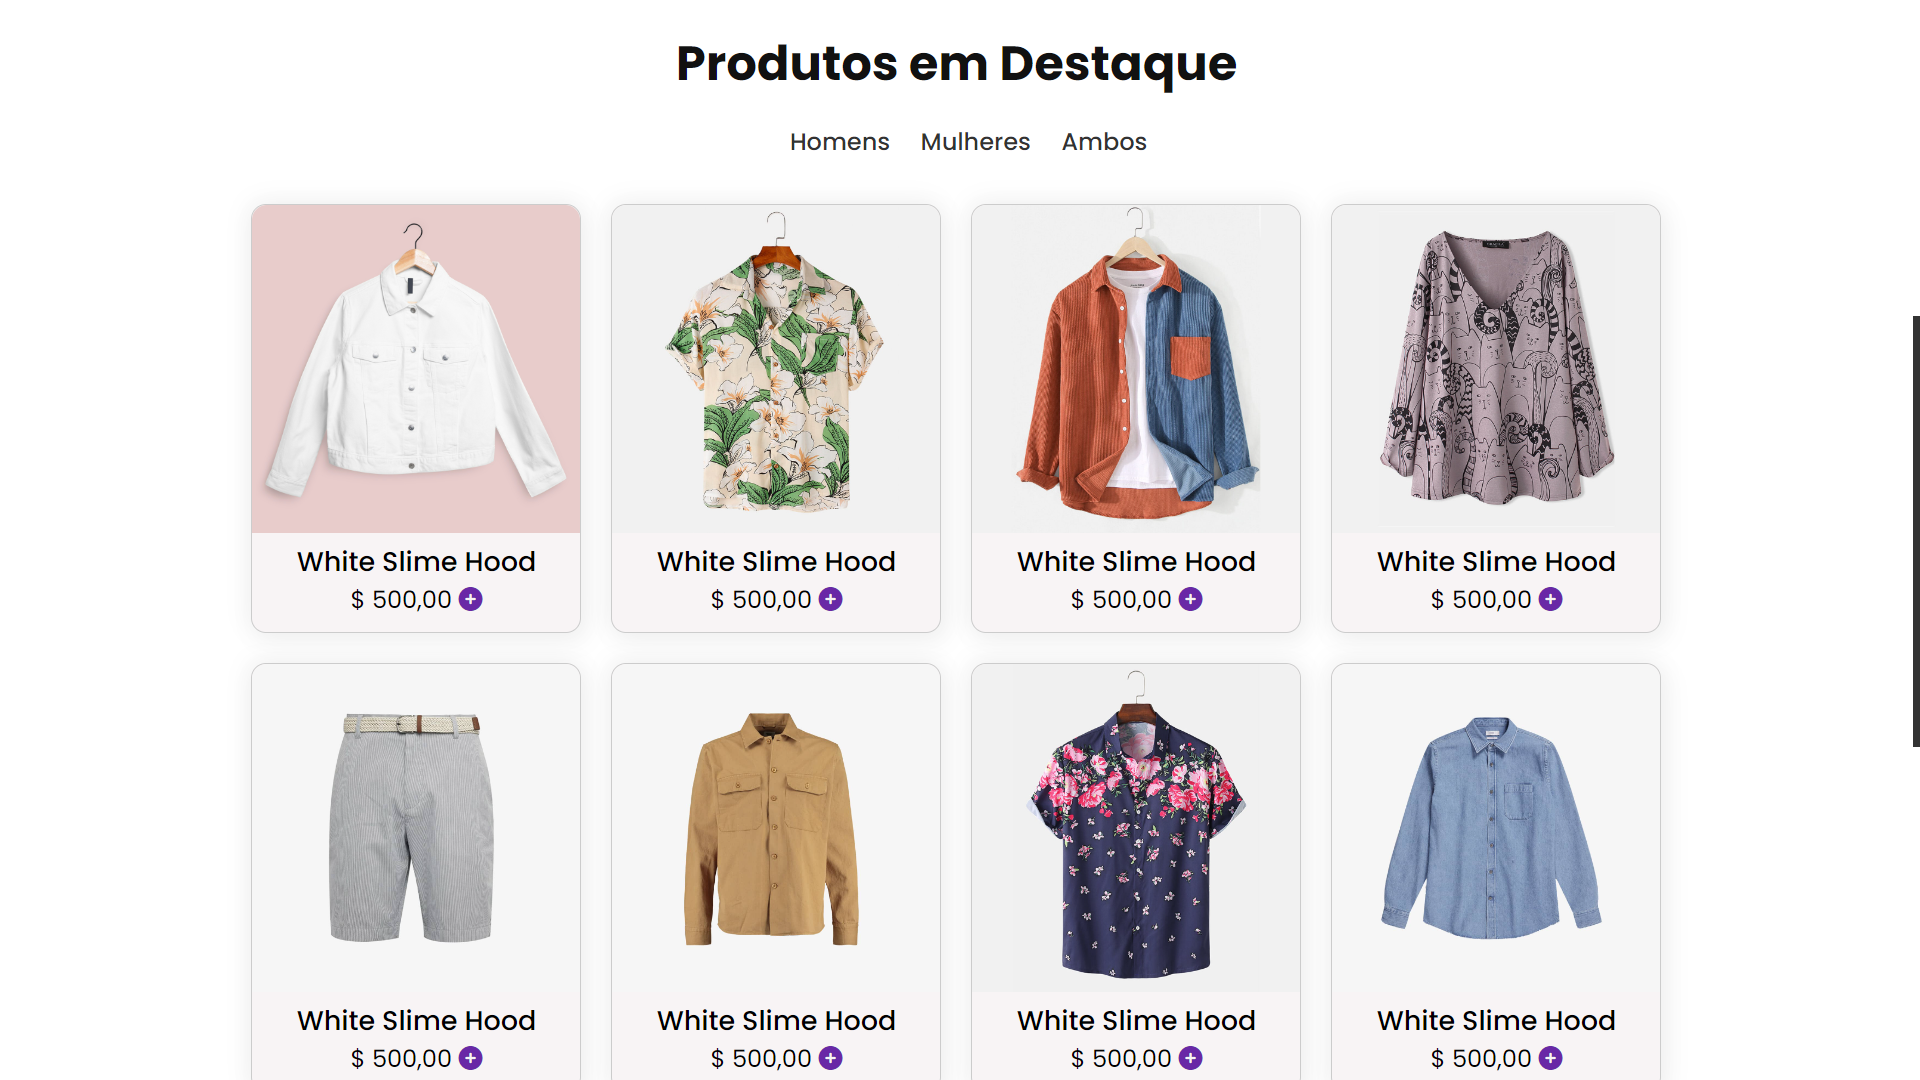 Produtos em Destaque
Homens Mulheres Ambos
White Slime Hood White Slime Hood White Slime Hood White Slime Hood
$ 500,00 + $ 500,00 + $ 500,00 + $ 500,00 +
White Slime Hood White Slime Hood White Slime Hood White Slime Hood
$ 500,00 + $ 500,00 + $ 500,00 + $ 500,00 +